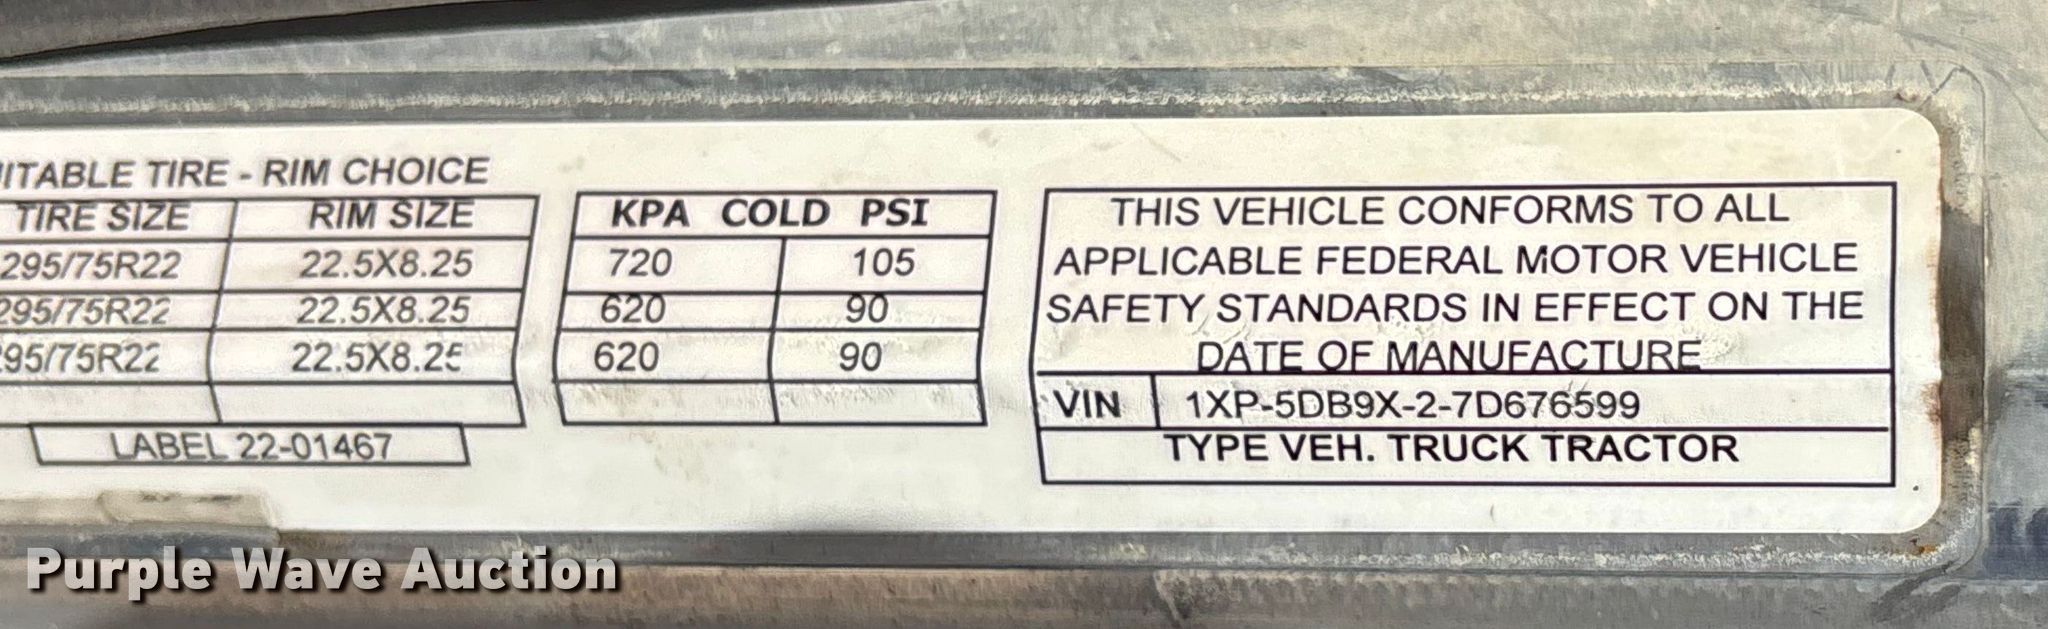 ITABLE TIRE - RIM CHOICE
TIRE SIZE RIM SIZE
295/75R22 22.5X8.25
295/75R22 22.5X8.25
295/75R22 22.5X8.25
LABEL 22-01467
KPA COLD PSI
720 105
620 90
620 90
THIS VEHICLE CONFORMS TO ALL
APPLICABLE FEDERAL MOTOR VEHICLE
SAFETY STANDARDS IN EFFECT ON THE
DATE OF MANUFACTURE
VIN 1XP-5DB9X-2-7D676599
TYPE VEH. TRUCK TRACTOR
Purple Wave Auction